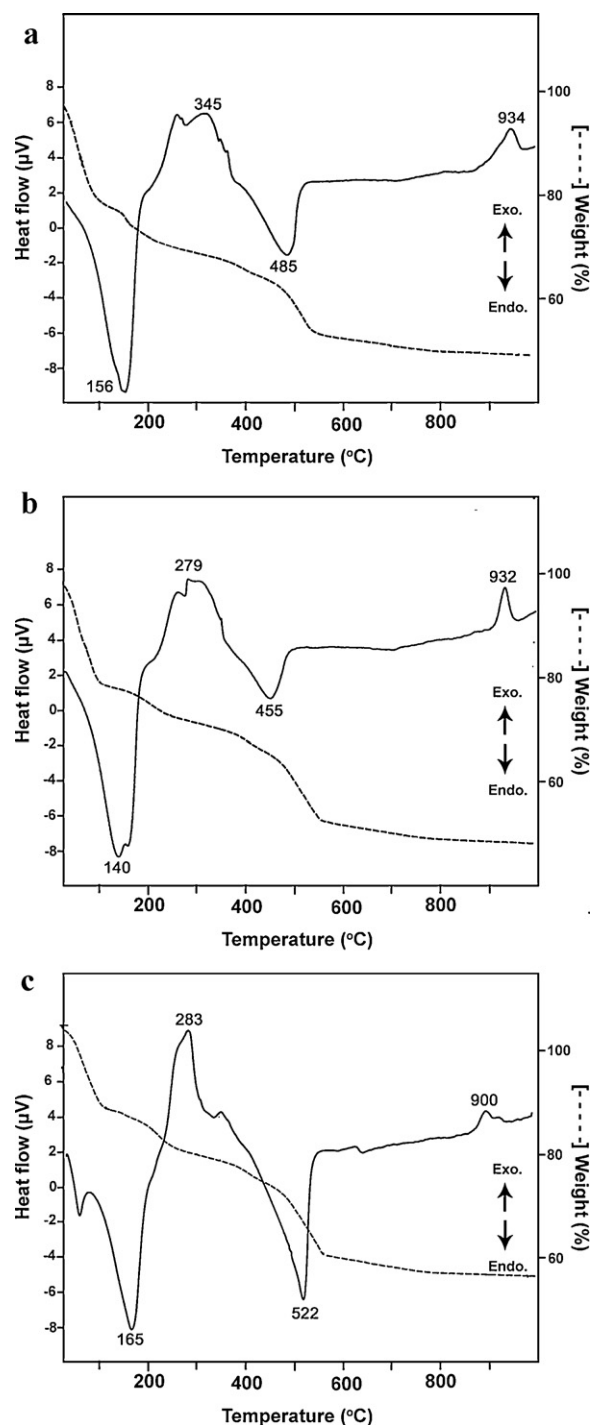 a
8
6
4
2
0
-2
-4
-6
-8
Heat flow (µV)
345
934
485
156
100
80
60
[-----] Weight (%)
Exo.
Endo.
200 400 600 800
Temperature (°C)
b
8
6
4
2
0
-2
-4
-6
-8
Heat flow (µV)
279
932
455
140
100
80
60
[-----] Weight (%)
Exo.
Endo.
200 400 600 800
Temperature (°C)
c
8
6
4
2
0
-2
-4
-6
-8
Heat flow (µV)
283
900
522
165
100
80
60
[-----] Weight (%)
Exo.
Endo.
200 400 600 800
Temperature (°C)